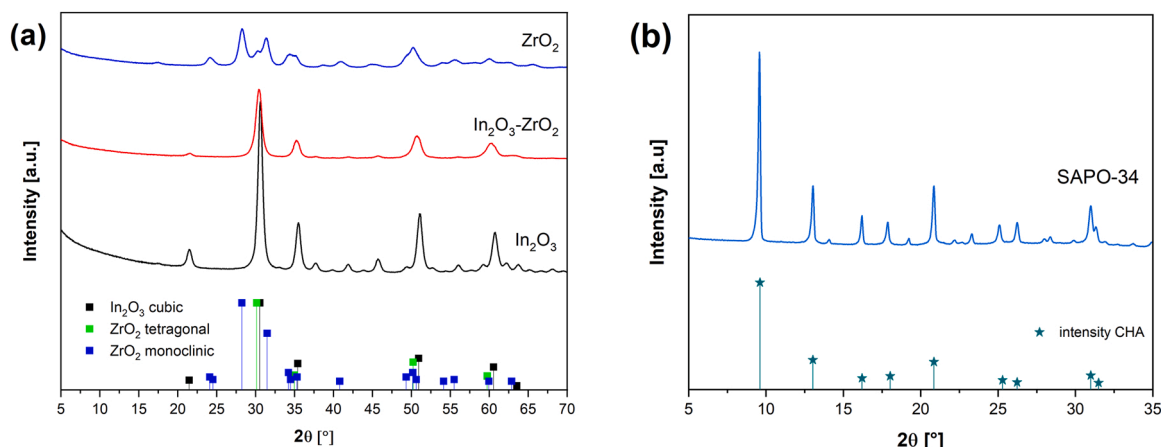 (a)
ZrO₂
In₂O₃-ZrO₂
In₂O₃
Intensity [a.u.]
In₂O₃ cubic
ZrO₂ tetragonal
ZrO₂ monoclinic
5 10 15 20 25 30 35 40 45 50 55 60 65 70
2θ [°]
(b)
SAPO-34
Intensity [a.u]
intensity CHA
5 10 15 20 25 30 35
2θ [°]